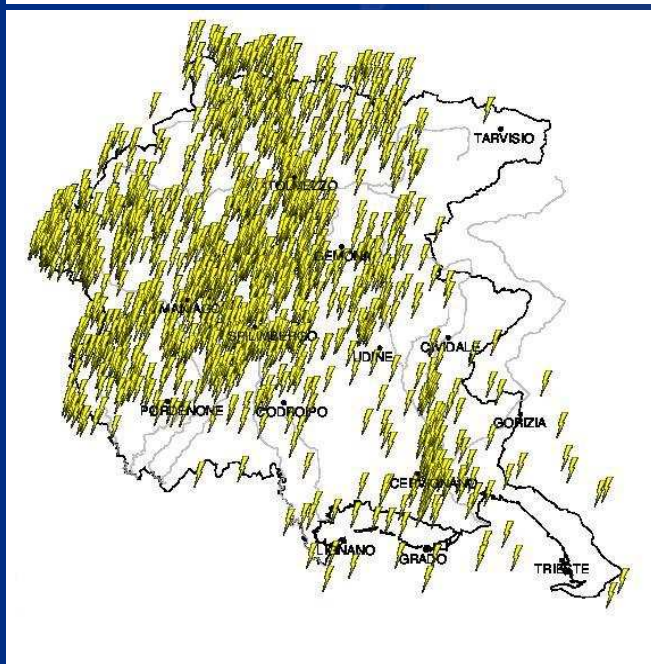 TARVISIO
TOLMEZZO
GEMONA
MANIAGO
SPILIMBERGO
UDINE
CIVIDALE
PORDENONE
CODROIPO
GORIZIA
CERVIGNANO
LIGNANO
GRADO
TRIESTE